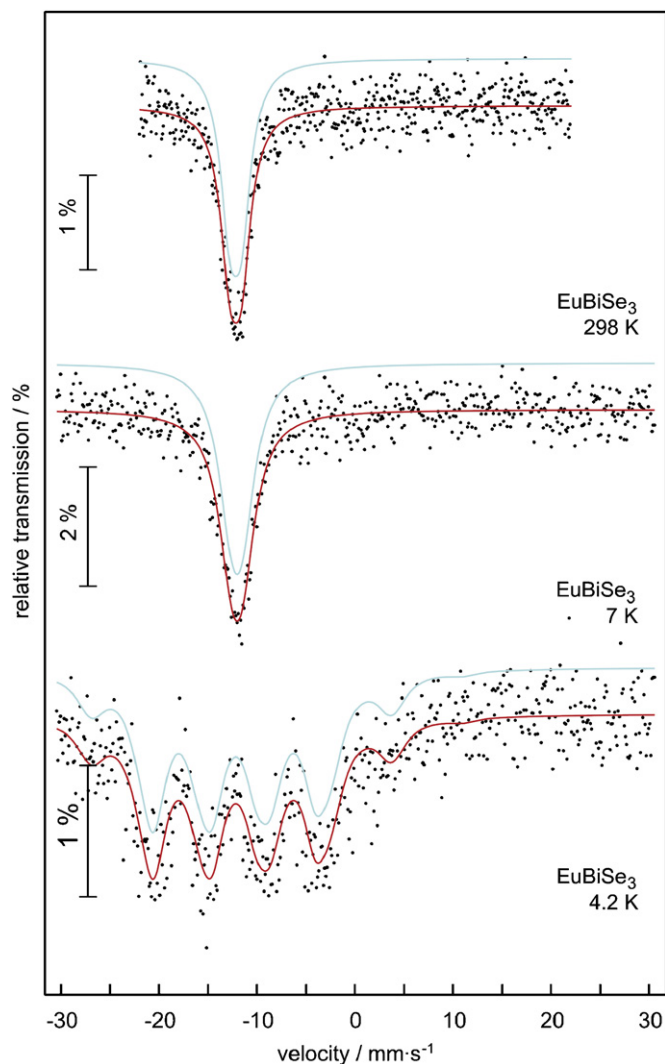 1 %
EuBiSe₃
298 K
relative transmission / %
2 %
EuBiSe₃
7 K
1 %
EuBiSe₃
4.2 K
-30 -20 -10 0 10 20 30
velocity / mm·s⁻¹